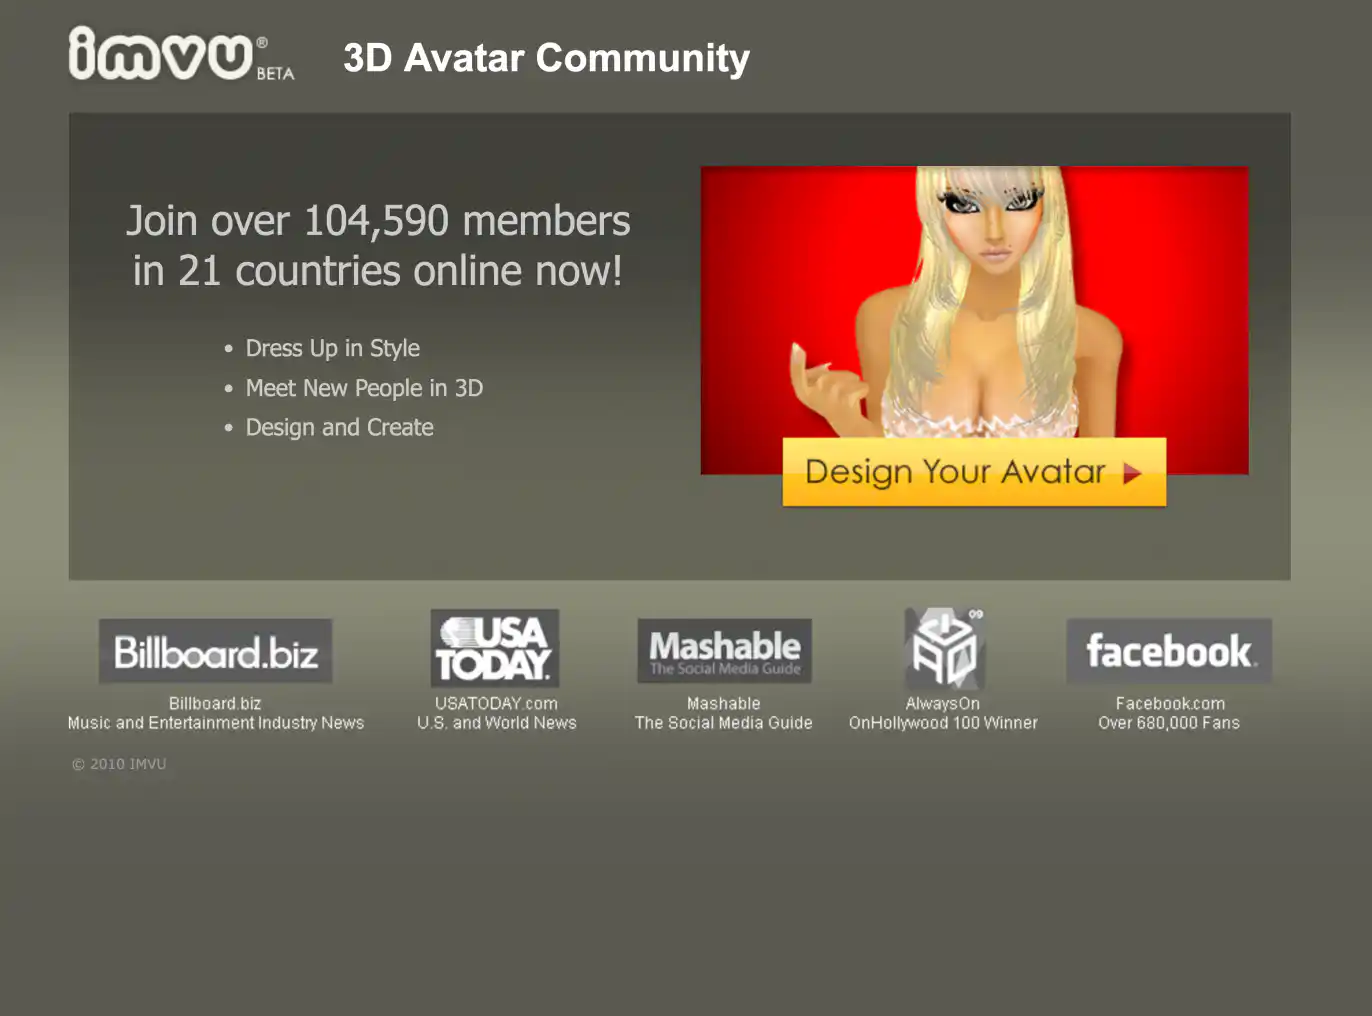 imvu® BETA
3D Avatar Community
Join over 104,590 members
in 21 countries online now!
• Dress Up in Style
• Meet New People in 3D
• Design and Create
Design Your Avatar
Billboard.biz
Billboard.biz
Music and Entertainment Industry News
USA
TODAY.
USATODAY.com
U.S. and World News
Mashable
The Social Media Guide
Mashable
The Social Media Guide
09
AO
AlwaysOn
OnHollywood 100 Winner
facebook.
Facebook.com
Over 680,000 Fans
© 2010 IMVU